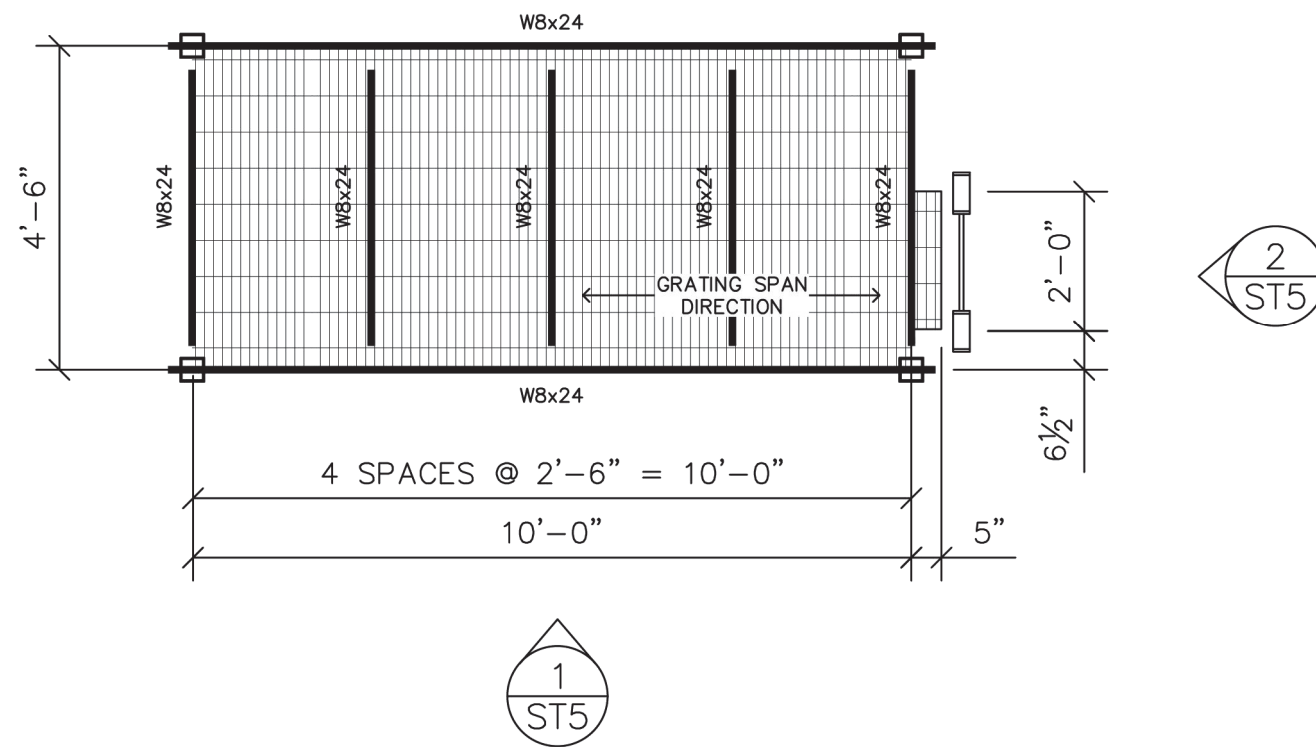 W8x24
4'-6"
W8x24
W8x24
W8x24
W8x24
W8x24
GRATING SPAN
DIRECTION
2'-0"
2
ST5
W8x24
6½"
4 SPACES @ 2'-6" = 10'-0"
10'-0"
5"
1
ST5